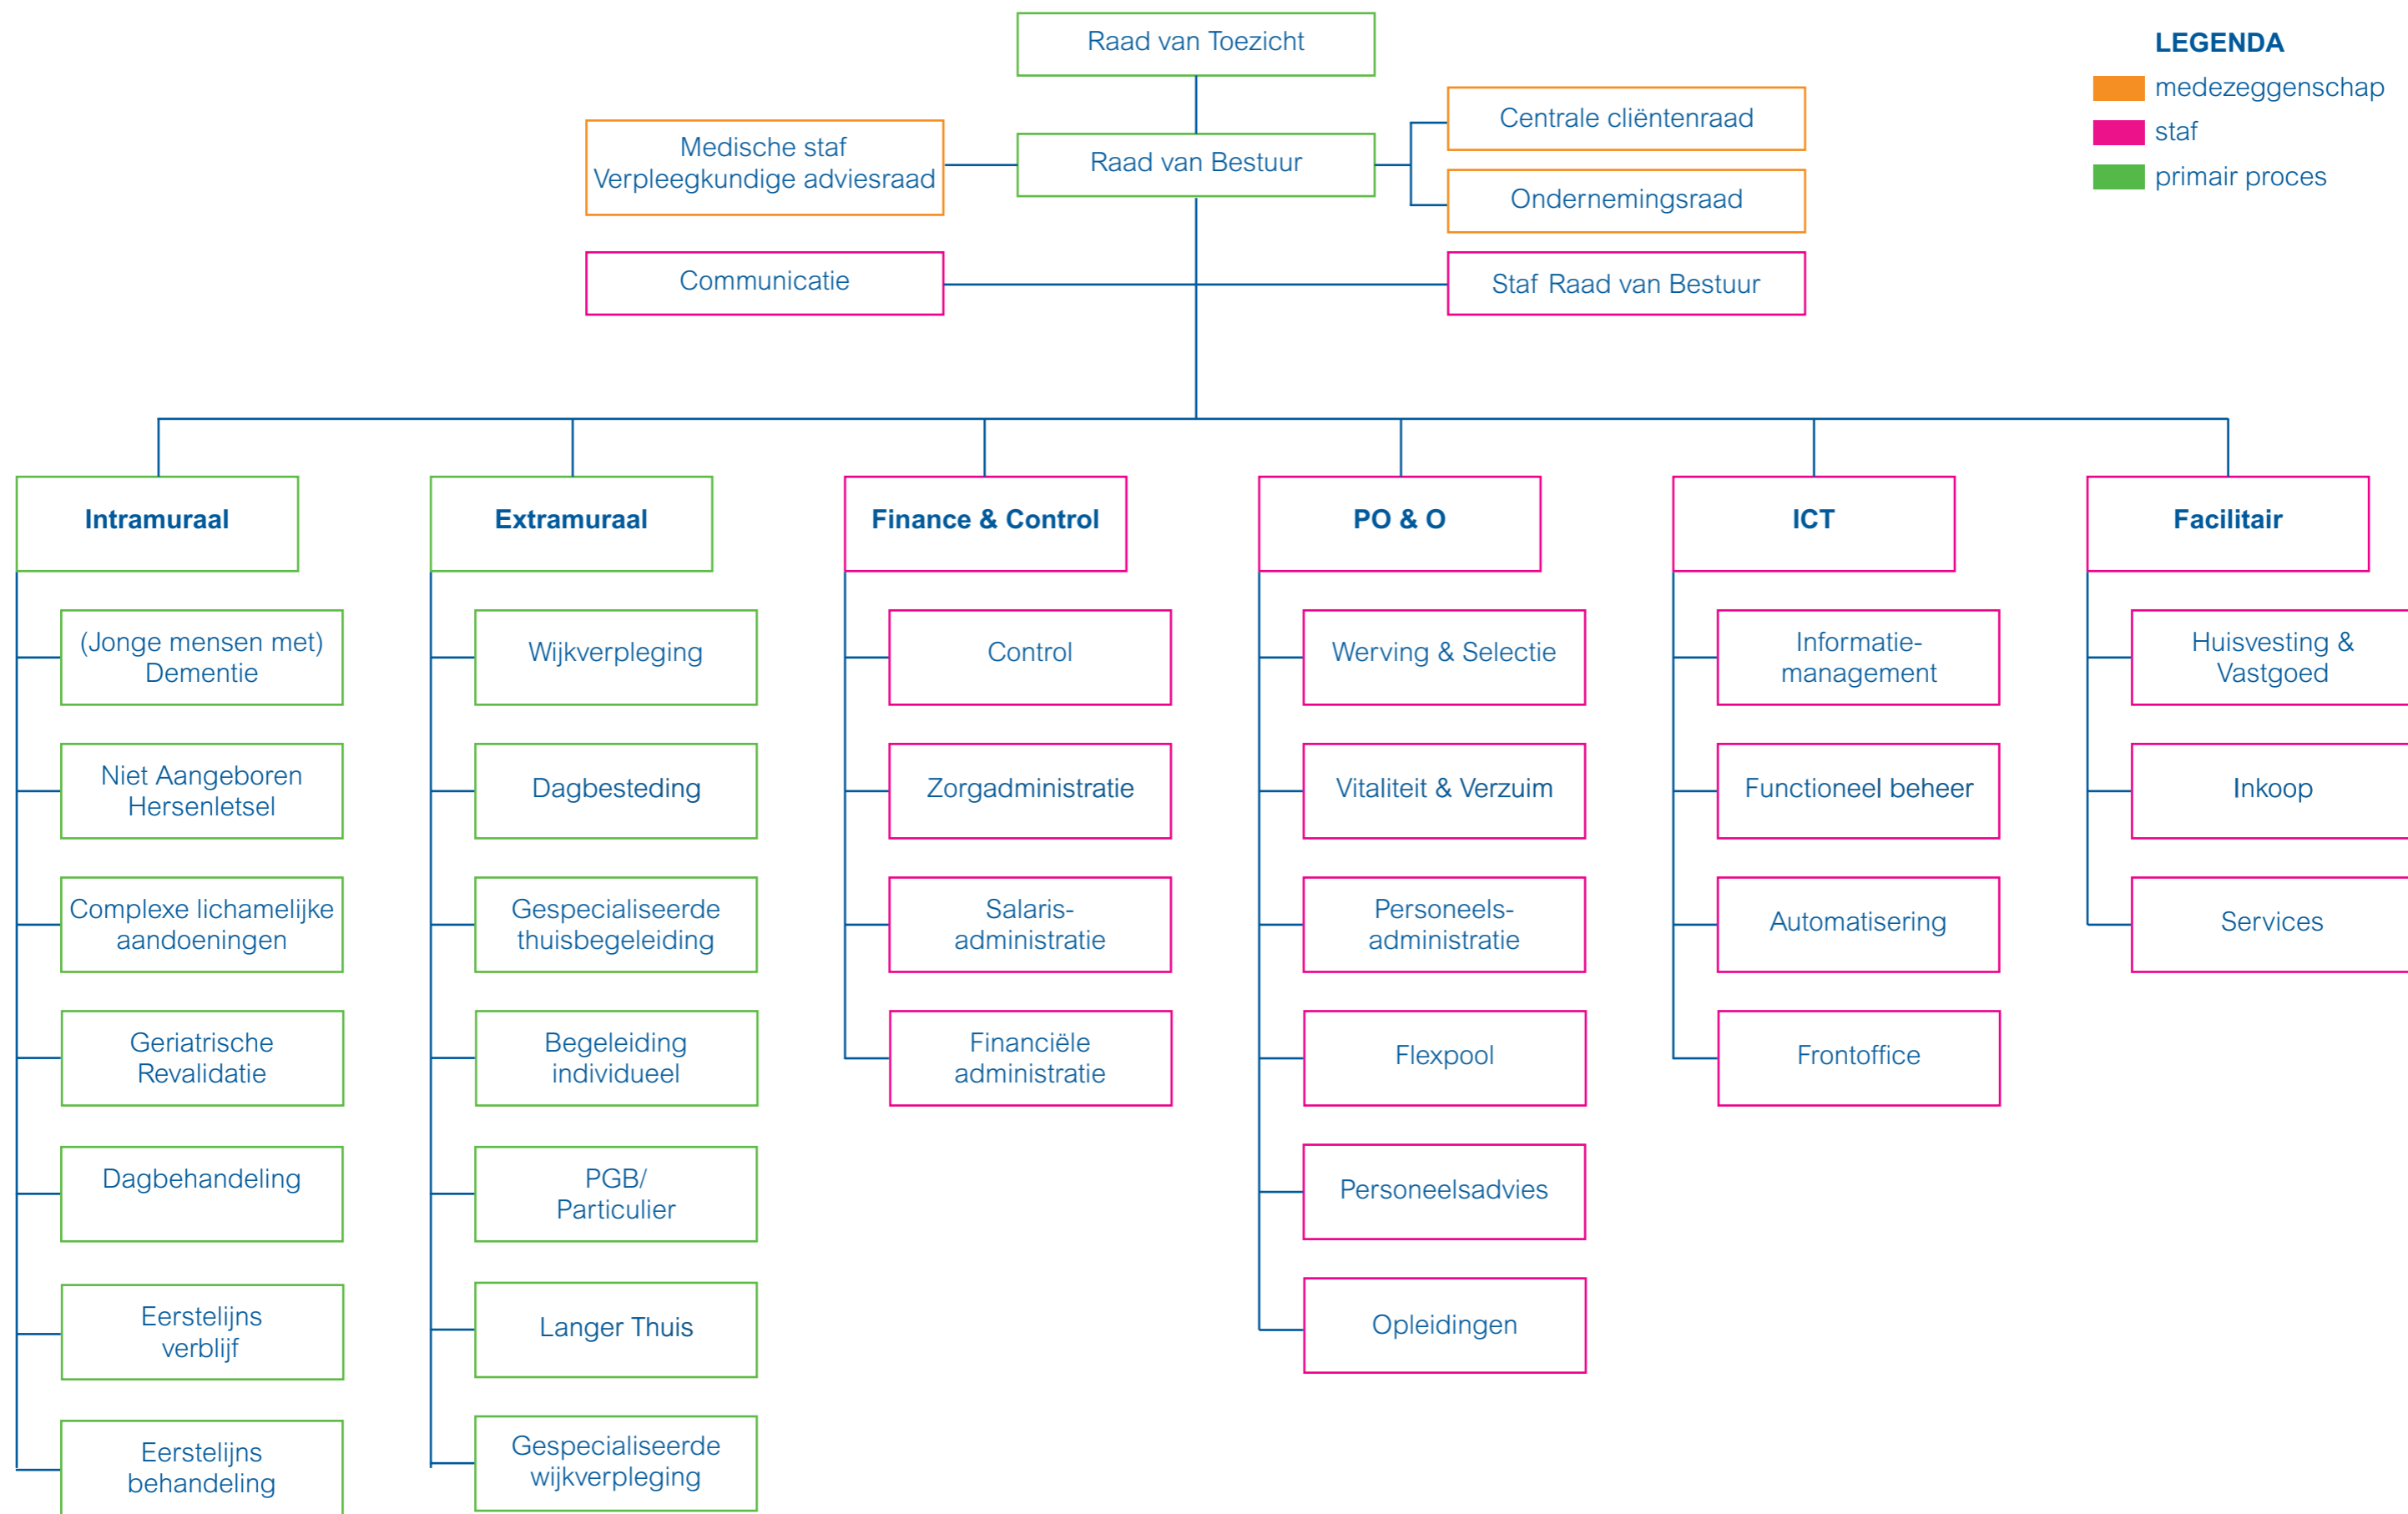 Raad van Toezicht
LEGENDA
medezeggenschap
staf
primair proces
Medische staf
Verpleegkundige adviesraad
Raad van Bestuur
Centrale cliëntenraad
Ondernemingsraad
Communicatie
Staf Raad van Bestuur
Intramuraal
(Jonge mensen met)
Dementie
Niet Aangeboren
Hersenletsel
Complexe lichamelijke
aandoeningen
Geriatrische
Revalidatie
Dagbehandeling
Eerstelijns
verblijf
Eerstelijns
behandeling
Extramuraal
Wijkverpleging
Dagbesteding
Gespecialiseerde
thuisbegeleiding
Begeleiding
individueel
PGB/
Particulier
Langer Thuis
Gespecialiseerde
wijkverpleging
Finance & Control
Control
Zorgadministratie
Salaris-
administratie
Financiële
administratie
PO & O
Werving & Selectie
Vitaliteit & Verzuim
Personeels-
administratie
Flexpool
Personeelsadvies
Opleidingen
ICT
Informatie-
management
Functioneel beheer
Automatisering
Frontoffice
Facilitair
Huisvesting &
Vastgoed
Inkoop
Services